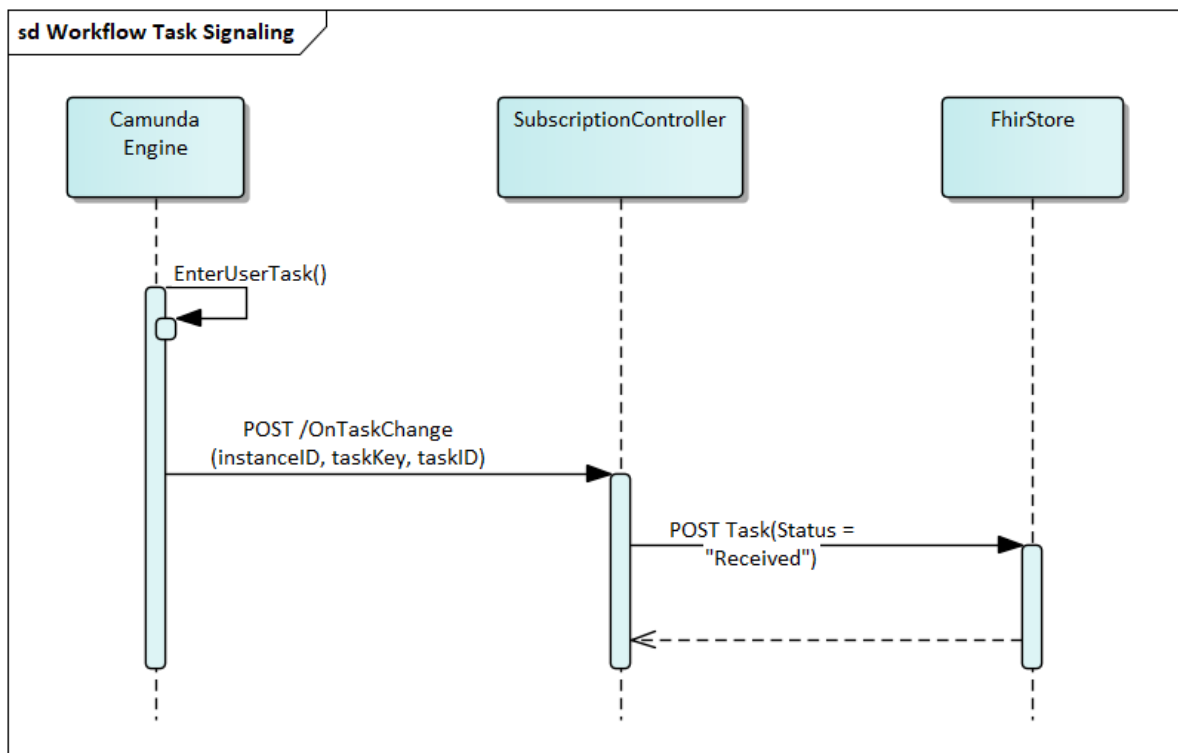 sd Workflow Task Signaling
Camunda
Engine
SubscriptionController
FhirStore
EnterUserTask()
POST /OnTaskChange
(instanceID, taskKey, taskID)
POST Task(Status =
"Received")